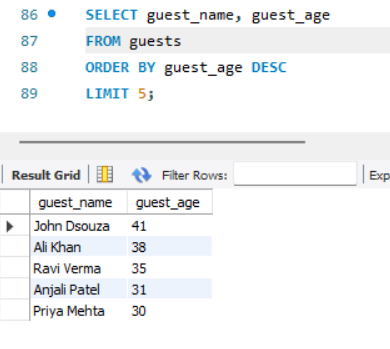 86 SELECT guest_name, guest_age
87 FROM guests
88 ORDER BY guest_age DESC
89 LIMIT 5;
Result Grid Filter Rows: Exp
guest_name guest_age
John Dsouza 41
Ali Khan 38
Ravi Verma 35
Anjali Patel 31
Priya Mehta 30